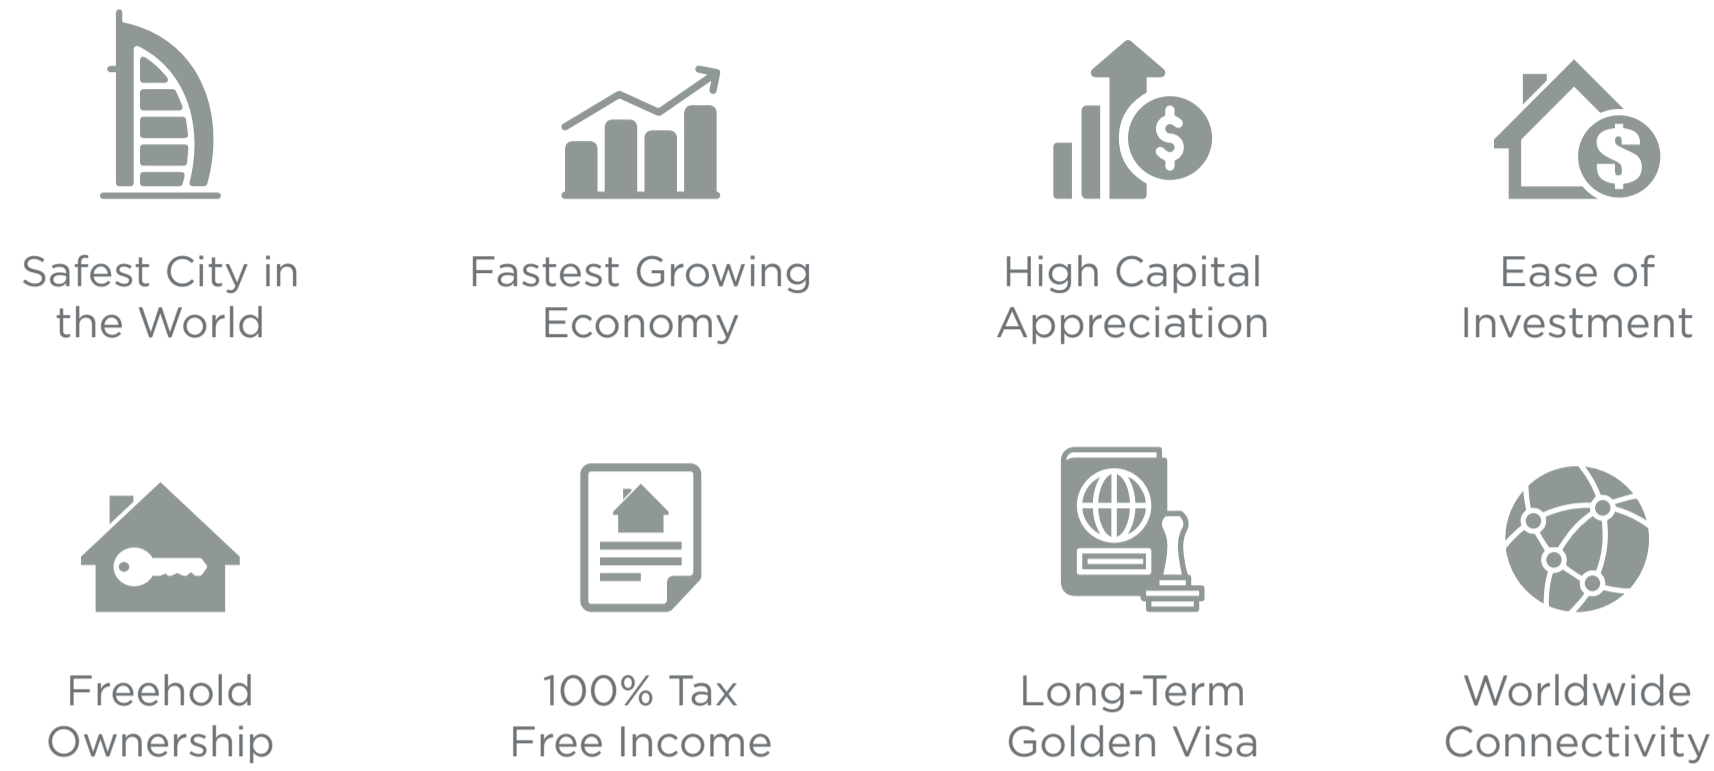 Safest City in
the World
Fastest Growing
Economy
High Capital
Appreciation
Ease of
Investment
Freehold
Ownership
100% Tax
Free Income
Long-Term
Golden Visa
Worldwide
Connectivity